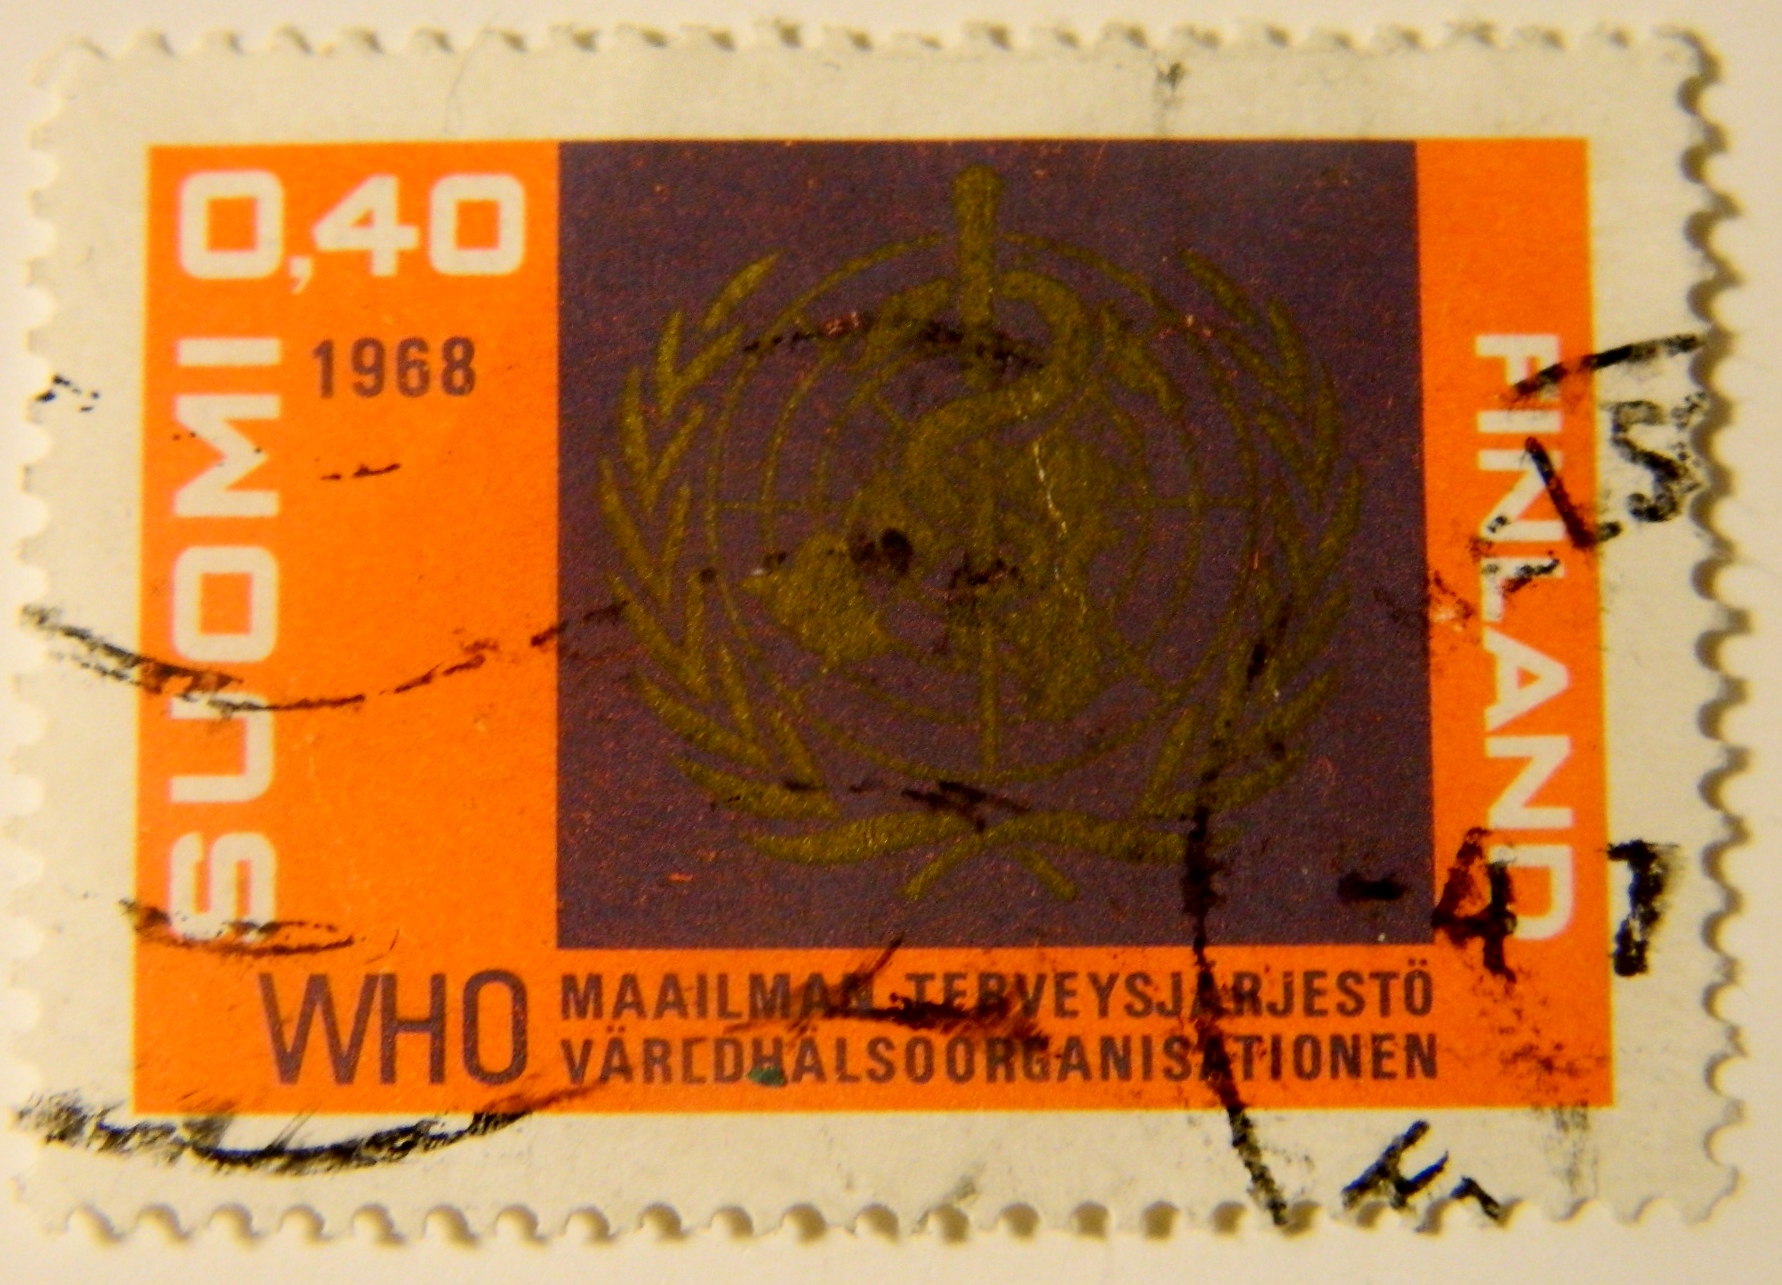 0,40
SUOMI
1968
FINLAND
WHO
MAAILMAN TERVEYSJÄRJESTÖ
VÄRLDHÄLSOORGANISATIONEN